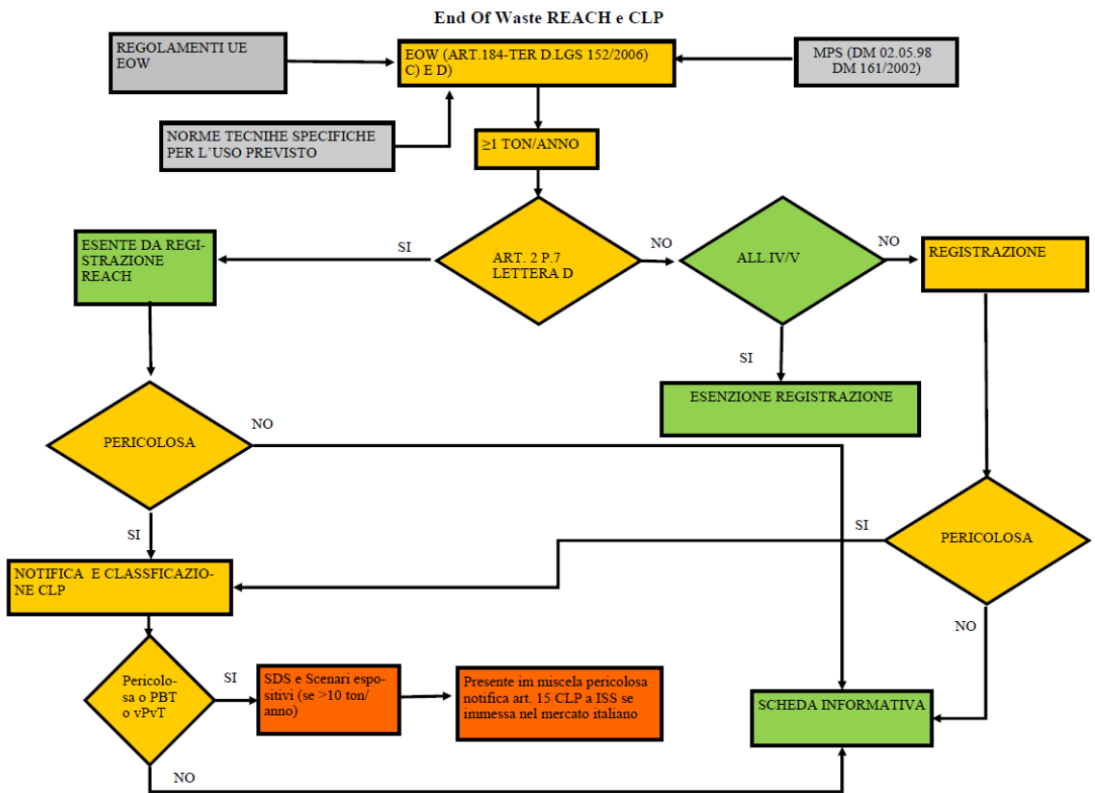 End Of Waste REACH e CLP
REGOLAMENTI UE
EOW
EOW (ART.184-TER D.LGS 152/2006)
C) E D)
MPS (DM 02.05.98
DM 161/2002)
NORME TECNIHE SPECIFICHE
PER L'USO PREVISTO
≥1 TON/ANNO
ESENTE DA REGI-
STRAZIONE
REACH
SI
ART. 2 P.7
LETTERA D
NO
ALL.IV/V
NO
REGISTRAZIONE
SI
ESENZIONE REGISTRAZIONE
PERICOLOSA
NO
SI
SI
PERICOLOSA
NOTIFICA E CLASSFICAZIO-
NE CLP
NO
Pericolo-
sa o PBT
o vPvT
SI
SDS e Scenari espo-
sitivi (se >10 ton/
anno)
Presente im miscela pericolosa
notifica art. 15 CLP a ISS se
immessa nel mercato italiano
SCHEDA INFORMATIVA
NO